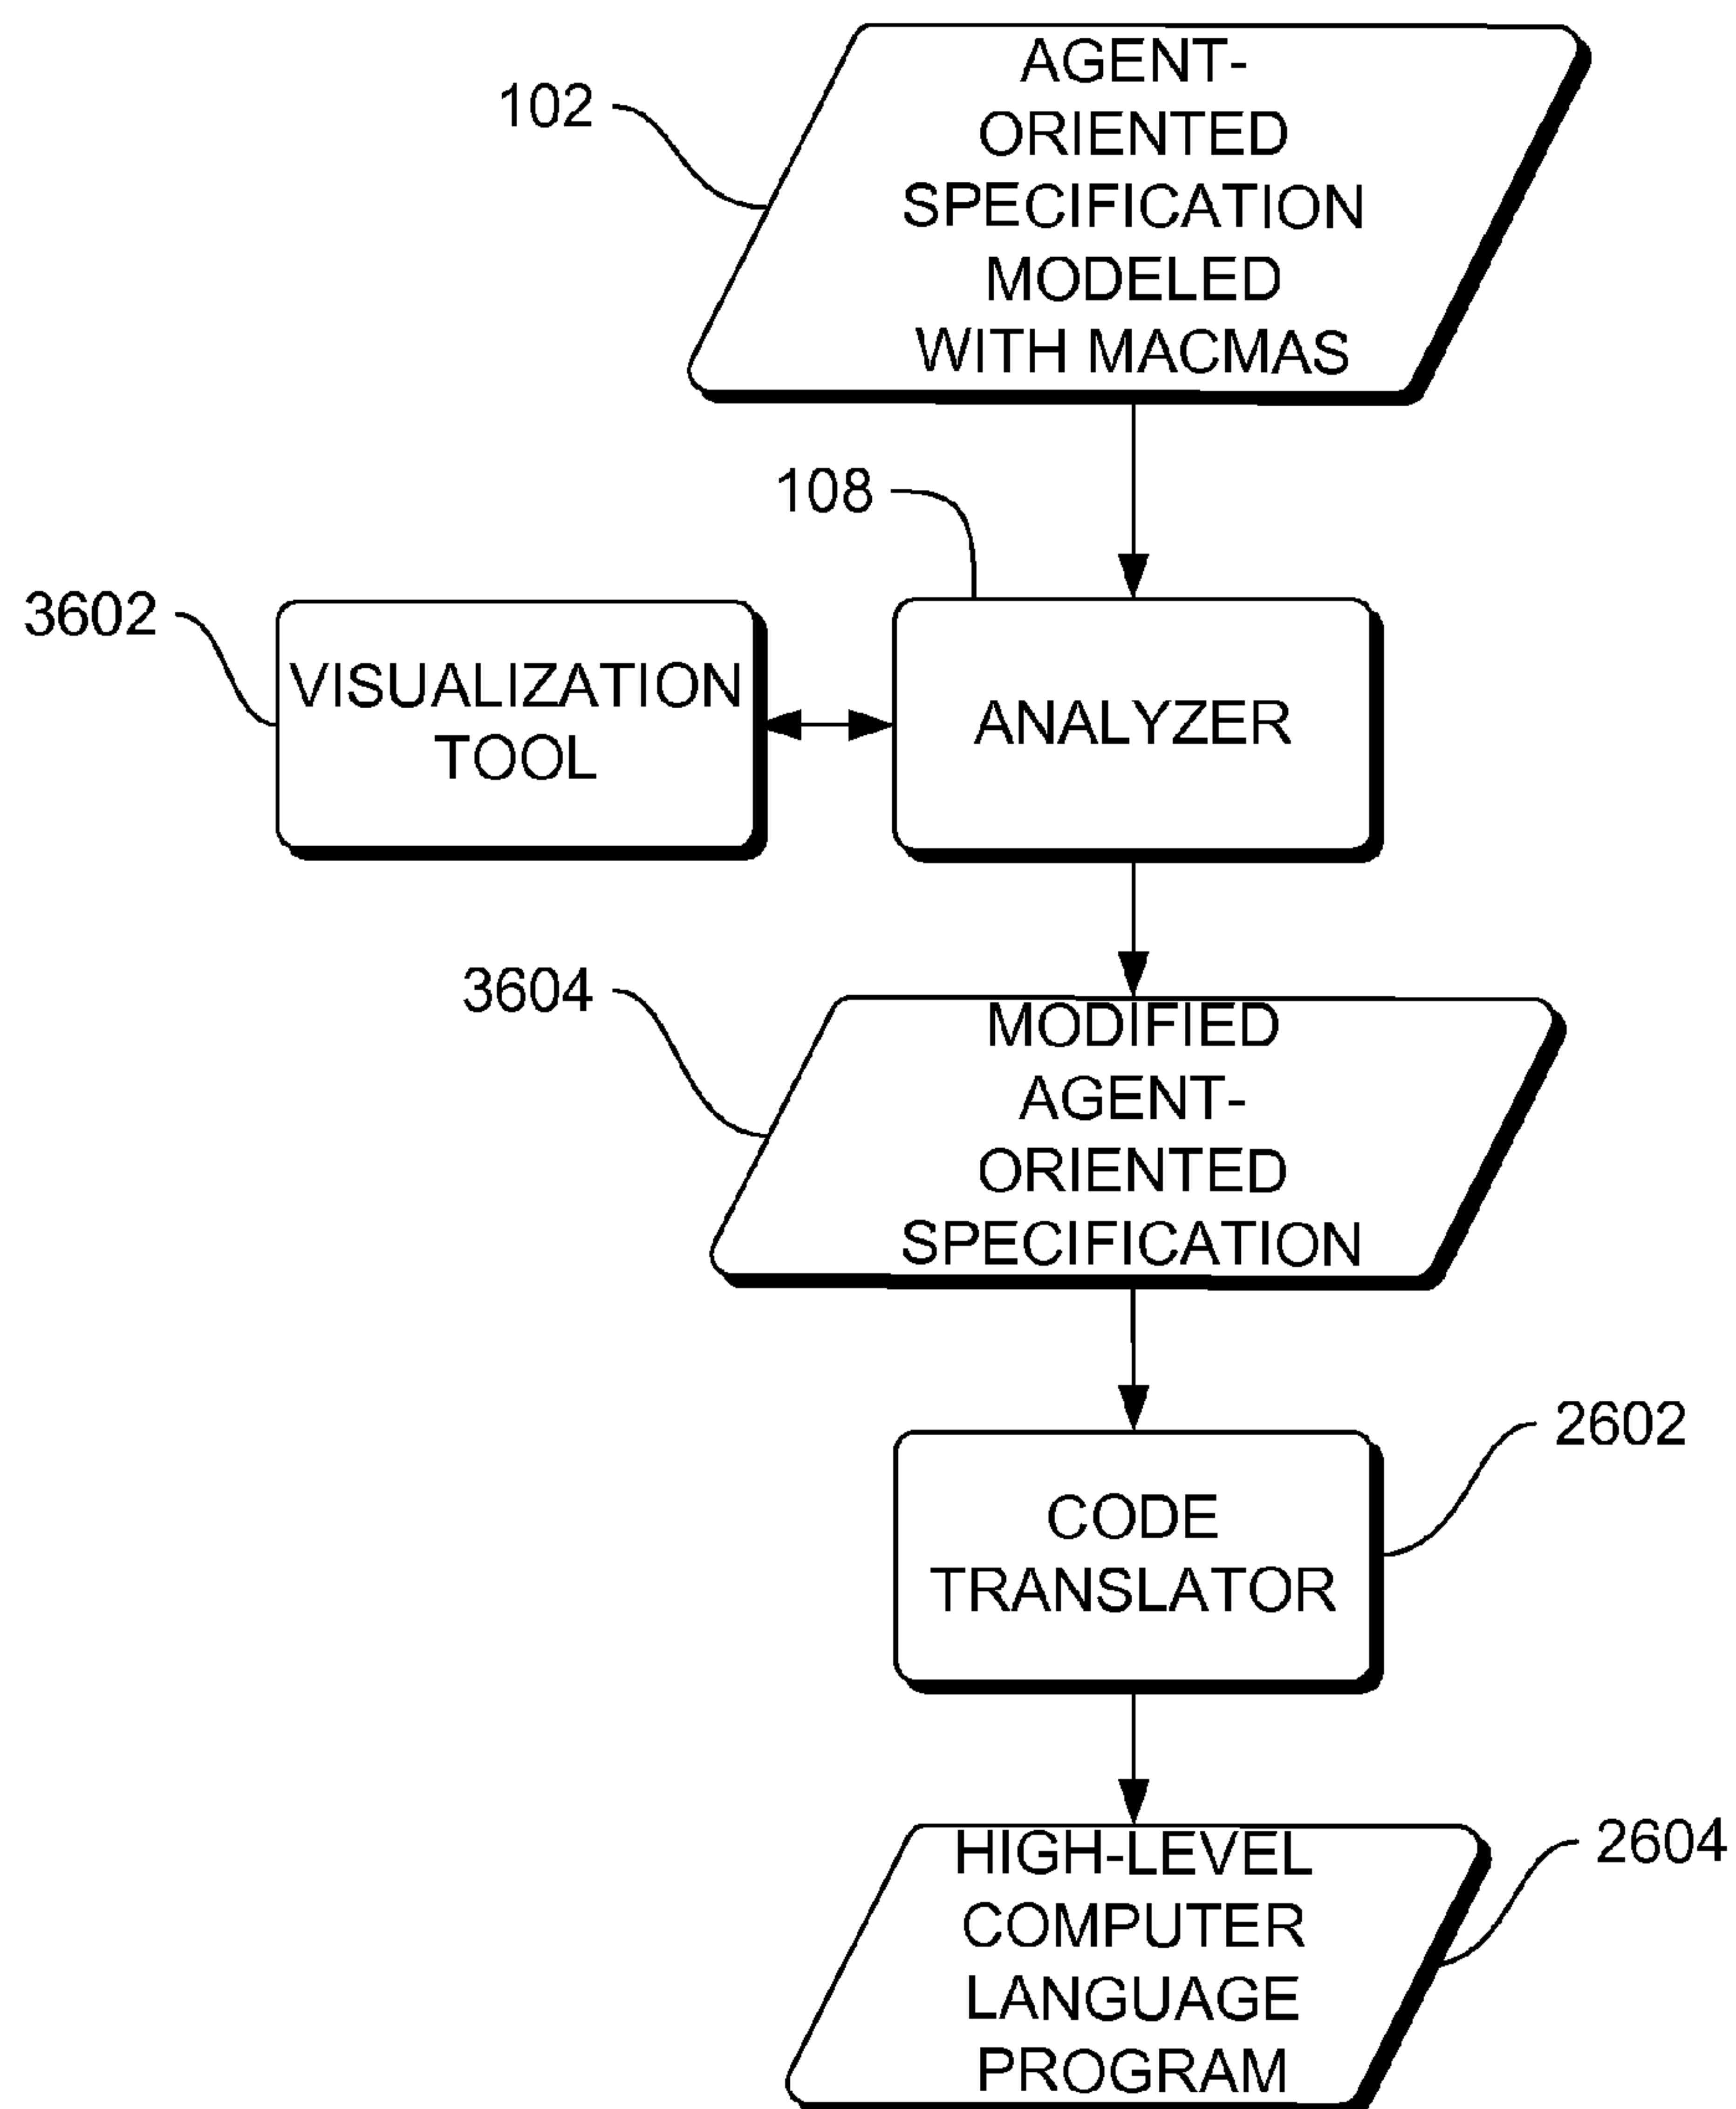 102
AGENT-
ORIENTED
SPECIFICATION
MODELED
WITH MACMAS
108
3602
VISUALIZATION
TOOL
ANALYZER
3604
MODIFIED
AGENT-
ORIENTED
SPECIFICATION
2602
CODE
TRANSLATOR
2604
HIGH-LEVEL
COMPUTER
LANGUAGE
PROGRAM